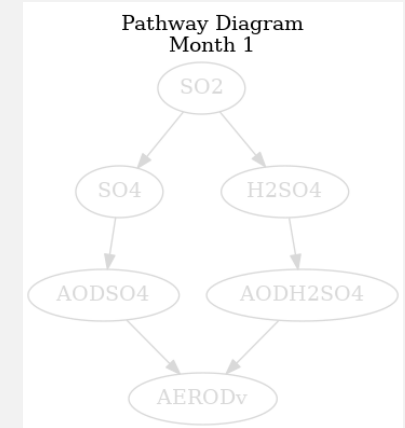 Pathway Diagram
Month 1
SO2
SO4
H2SO4
AODSO4
AODH2SO4
AERODv